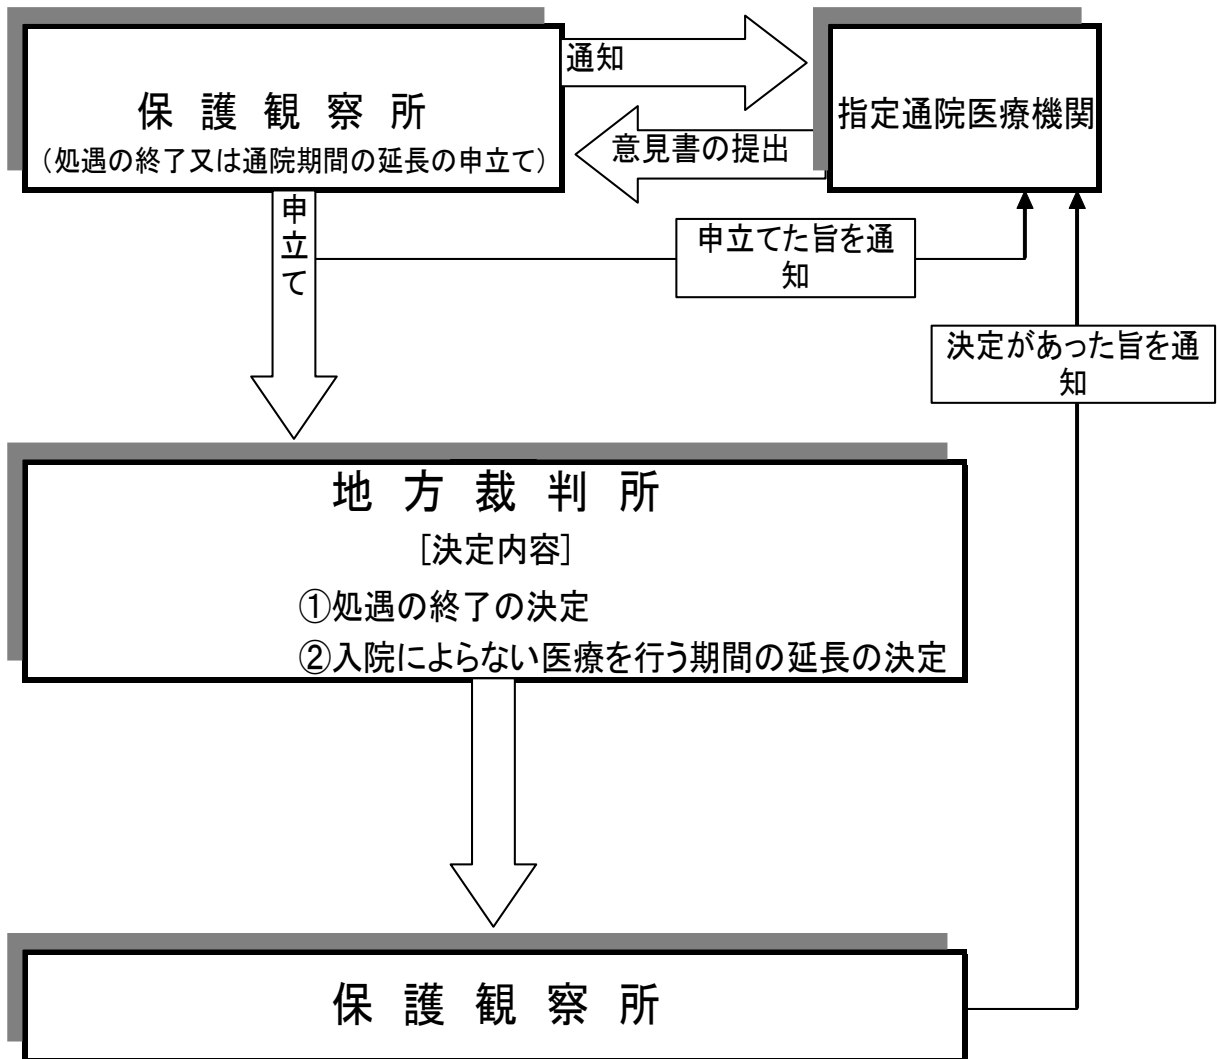 保護観察所
（処遇の終了又は通院期間の延長の申立て）
通知
意見書の提出
指定通院医療機関
申立て
申立てた旨を通
知
決定があった旨を通
知
地方裁判所
[決定内容]
①処遇の終了の決定
②入院によらない医療を行う期間の延長の決定
保護観察所